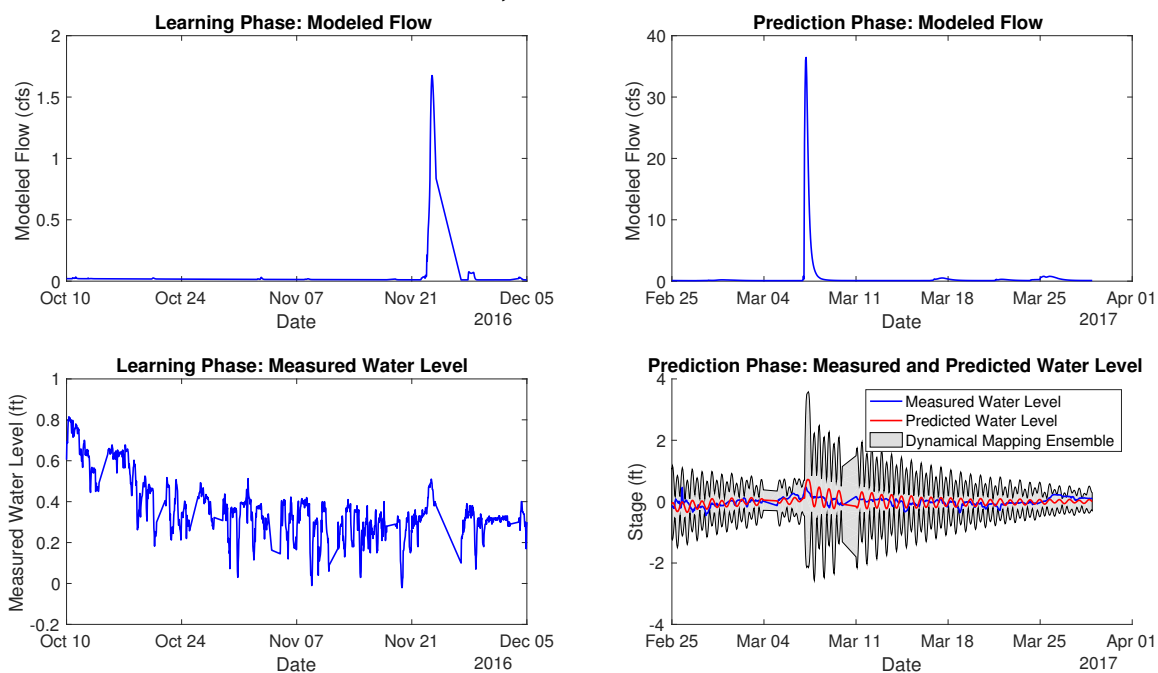 Learning Phase: Modeled Flow
2
1.5
1
0.5
0
Modeled Flow (cfs)
Oct 10 Oct 24 Nov 07 Nov 21 Dec 05
Date
2016
Prediction Phase: Modeled Flow
40
30
20
10
0
Modeled Flow (cfs)
Feb 25 Mar 04 Mar 11 Mar 18 Mar 25 Apr 01
Date
2017
Learning Phase: Measured Water Level
1
0.8
0.6
0.4
0.2
0
-0.2
Measured Water Level (ft)
Oct 10 Oct 24 Nov 07 Nov 21 Dec 05
Date
2016
Prediction Phase: Measured and Predicted Water Level
4
2
0
-2
-4
Stage (ft)
Measured Water Level
Predicted Water Level
Dynamical Mapping Ensemble
Feb 25 Mar 04 Mar 11 Mar 18 Mar 25 Apr 01
Date
2017